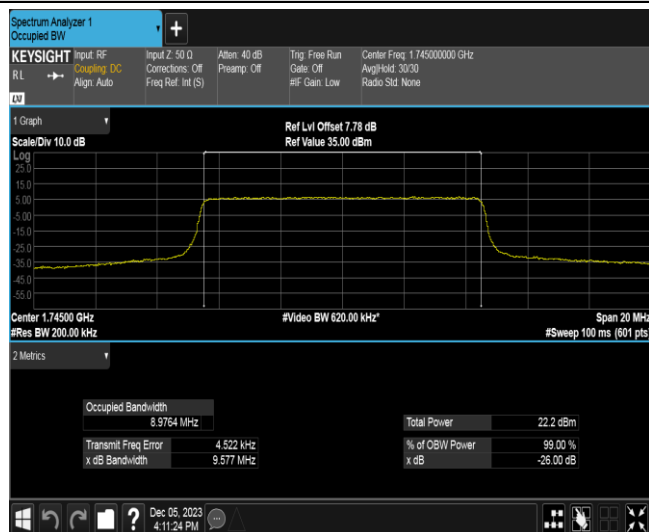 Spectrum Analyzer 1
Occupied BW
+
KEYSIGHT
RL
LXI
Input: RF
Coupling: DC
Align: Auto
Input Z: 50 Ω
Corrections: Off
Freq Ref: Int (S)
Atten: 40 dB
Preamp: Off
Trig: Free Run
Gate: Off
#IF Gain: Low
Center Freq: 1.745000000 GHz
Avg|Hold: 30/30
Radio Std: None
1 Graph
Scale/Div 10.0 dB
Ref Lvl Offset 7.78 dB
Ref Value 35.00 dBm
Log
25.0
15.0
5.00
-5.00
-15.0
-25.0
-35.0
-45.0
-55.0
Center 1.74500 GHz
#Res BW 200.00 kHz
#Video BW 620.00 kHz*
Span 20 MHz
#Sweep 100 ms (601 pts)
2 Metrics
Occupied Bandwidth
8.9764 MHz
Transmit Freq Error 4.522 kHz
x dB Bandwidth 9.577 MHz
Total Power 22.2 dBm
% of OBW Power 99.00 %
x dB -26.00 dB
?
Dec 05, 2023
4:11:24 PM